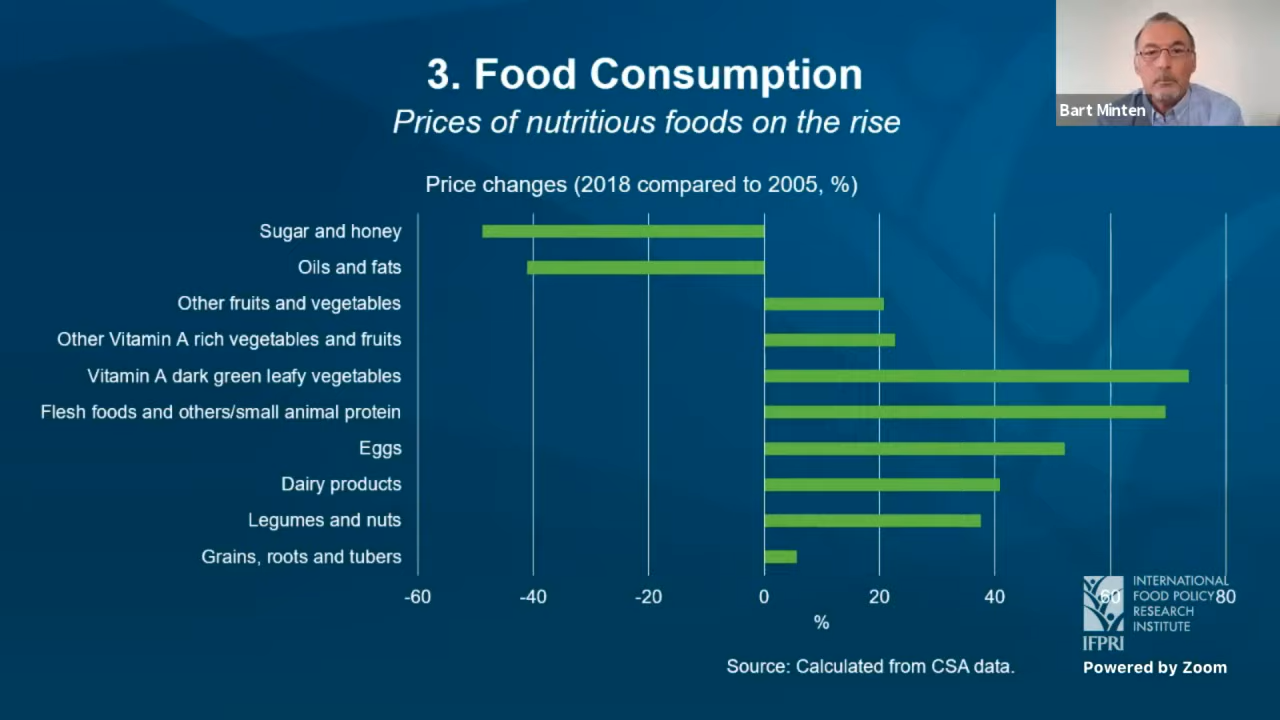 3. Food Consumption
Prices of nutritious foods on the rise
Bart Minten
Price changes (2018 compared to 2005, %)
Sugar and honey
Oils and fats
Other fruits and vegetables
Other Vitamin A rich vegetables and fruits
Vitamin A dark green leafy vegetables
Flesh foods and others/small animal protein
Eggs
Dairy products
Legumes and nuts
Grains, roots and tubers
-60 -40 -20 0 20 40 60 80
%
INTERNATIONAL
FOOD POLICY
RESEARCH
INSTITUTE
IFPRI
Source: Calculated from CSA data.
Powered by Zoom